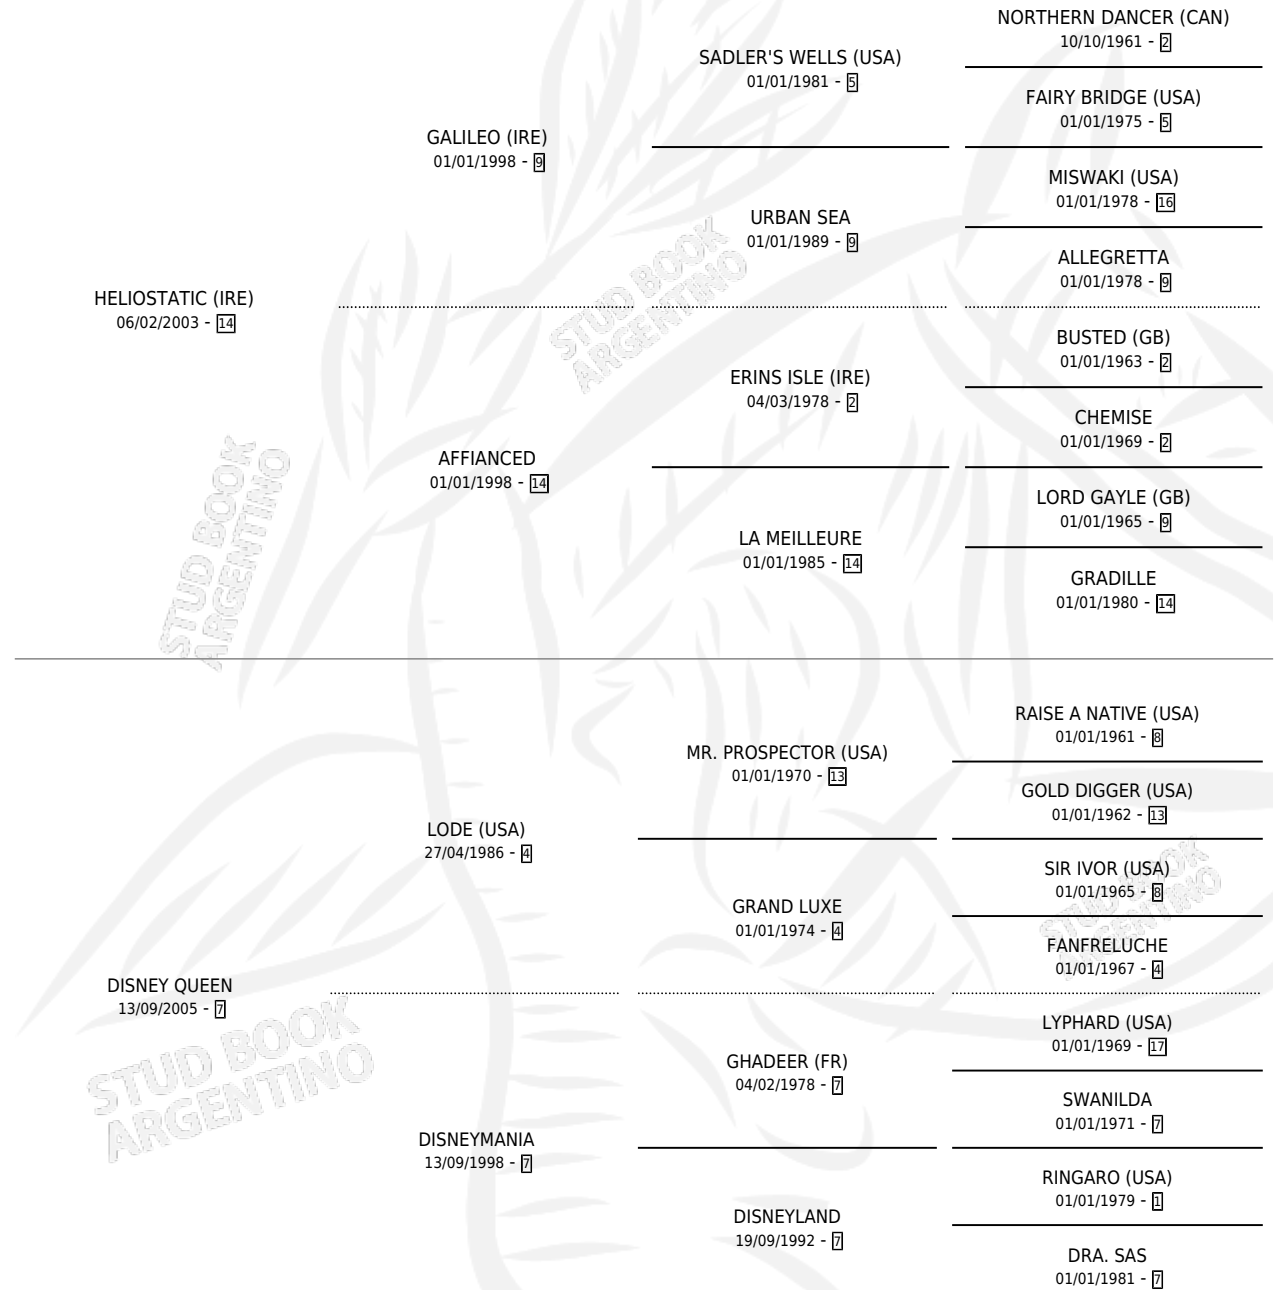 NORTHERN DANCER (CAN)
10/10/1961 - 2
SADLER'S WELLS (USA)
01/01/1981 - 5
FAIRY BRIDGE (USA)
01/01/1975 - 5
GALILEO (IRE)
01/01/1998 - 9
MISWAKI (USA)
01/01/1978 - 16
URBAN SEA
01/01/1989 - 9
ALLEGRETTA
01/01/1978 - 9
HELIOSTATIC (IRE)
06/02/2003 - 14
BUSTED (GB)
01/01/1963 - 2
ERINS ISLE (IRE)
04/03/1978 - 2
CHEMISE
01/01/1969 - 2
AFFIANCED
01/01/1998 - 14
LORD GAYLE (GB)
01/01/1965 - 9
LA MEILLEURE
01/01/1985 - 14
GRADILLE
01/01/1980 - 14
STUD BOOK
ARGENTINO
STUD BOOK
ARGENTINO
RAISE A NATIVE (USA)
01/01/1961 - 8
MR. PROSPECTOR (USA)
01/01/1970 - 13
GOLD DIGGER (USA)
01/01/1962 - 13
LODE (USA)
27/04/1986 - 4
SIR IVOR (USA)
01/01/1965 - 8
GRAND LUXE
01/01/1974 - 4
FANFRELUCHE
01/01/1967 - 4
STUD BOOK
ARGENTINO
DISNEY QUEEN
13/09/2005 - 7
LYPHARD (USA)
01/01/1969 - 17
GHADEER (FR)
04/02/1978 - 7
SWANILDA
01/01/1971 - 7
STUD BOOK
ARGENTINO
DISNEYMANIA
13/09/1998 - 7
RINGARO (USA)
01/01/1979 - 1
DISNEYLAND
19/09/1992 - 7
DRA. SAS
01/01/1981 - 7